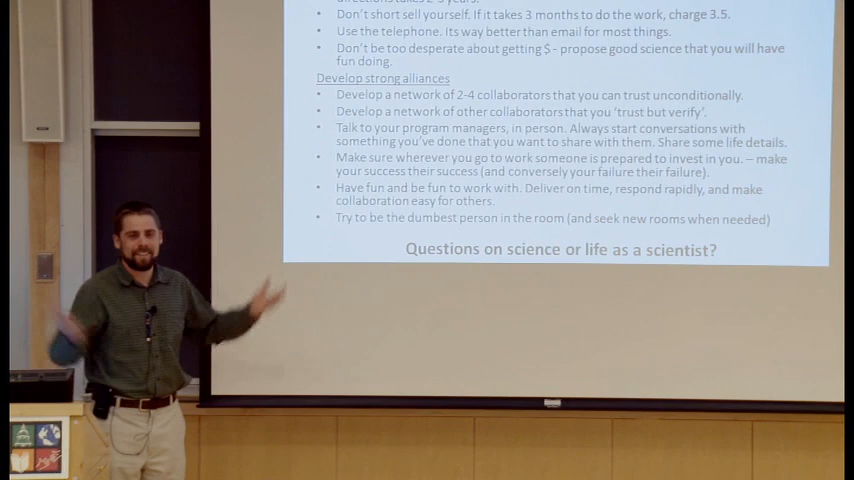 directions takes 2-3 years.
• Don't short sell yourself. If it takes 3 months to do the work, charge 3.5.
• Use the telephone. Its way better than email for most things.
• Don't be too desperate about getting $ - propose good science that you will have
fun doing.
Develop strong alliances
• Develop a network of 2-4 collaborators that you can trust unconditionally.
• Develop a network of other collaborators that you 'trust but verify'.
• Talk to your program managers, in person. Always start conversations with
something you've done that you want to share with them. Share some life details.
• Make sure wherever you go to work someone is prepared to invest in you. – make
your success their success (and conversely your failure their failure).
• Have fun and be fun to work with. Deliver on time, respond rapidly, and make
collaboration easy for others.
• Try to be the dumbest person in the room (and seek new rooms when needed)
Questions on science or life as a scientist?